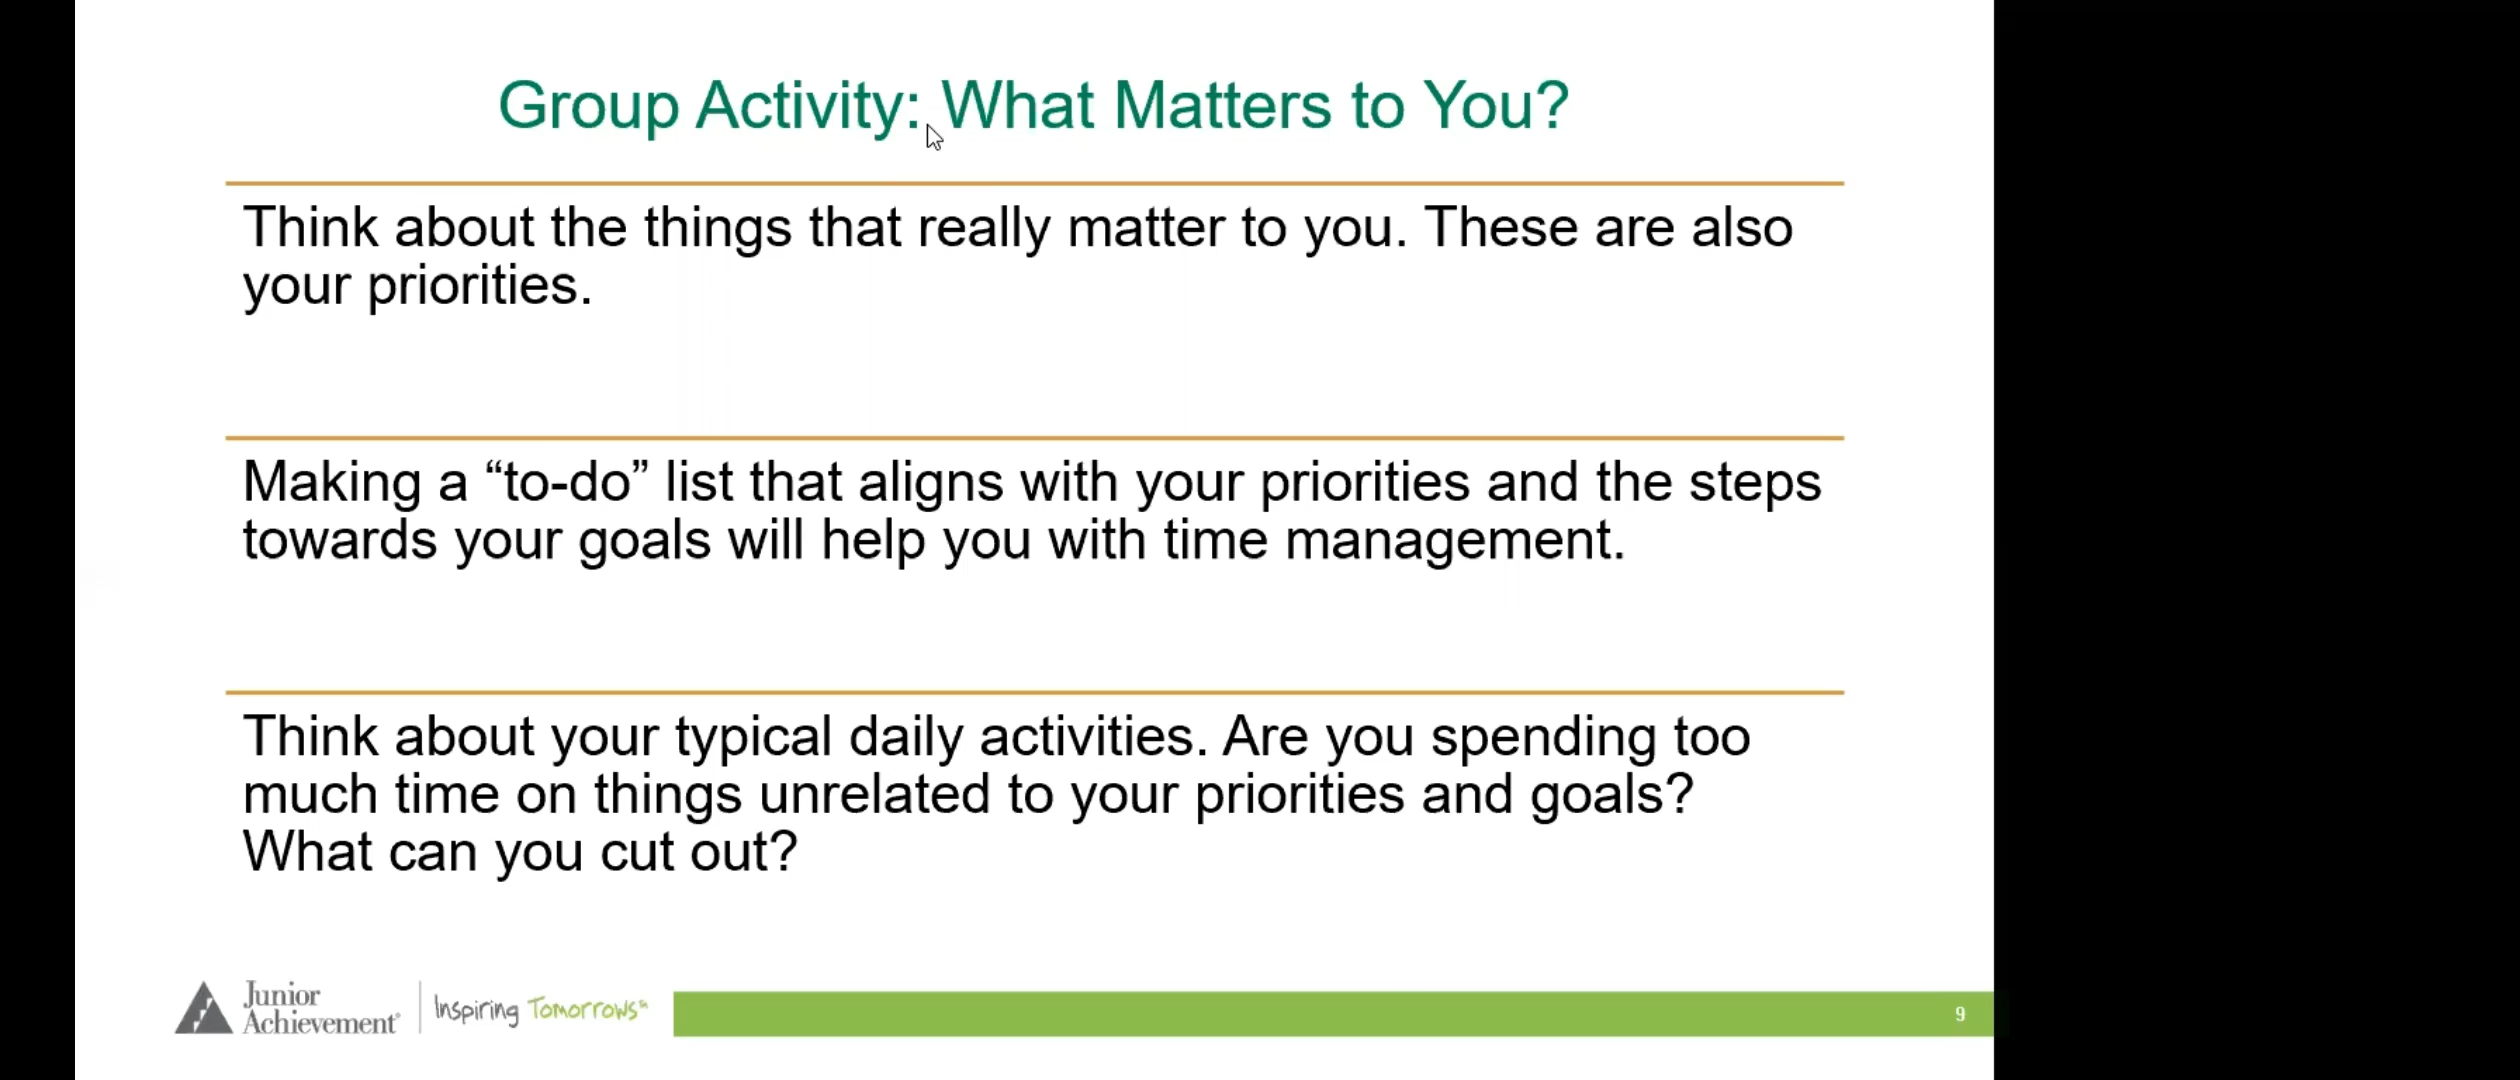 Group Activity: What Matters to You?
Think about the things that really matter to you. These are also
your priorities.
Making a “to-do” list that aligns with your priorities and the steps
towards your goals will help you with time management.
Think about your typical daily activities. Are you spending too
much time on things unrelated to your priorities and goals?
What can you cut out?
Junior
Achievement®
Inspiring Tomorrows℠
9